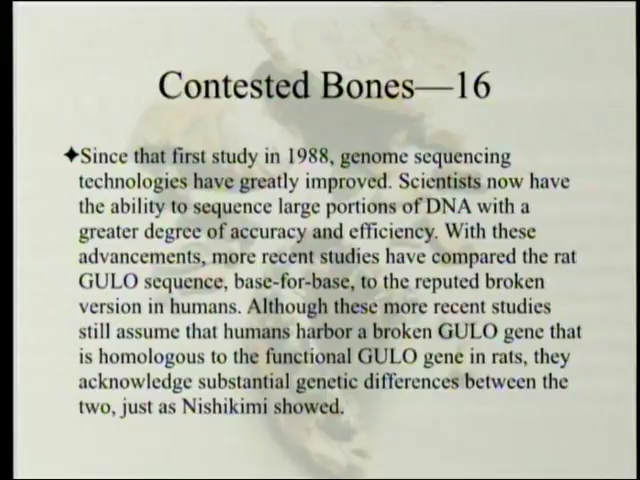 Contested Bones—16
✦Since that first study in 1988, genome sequencing
technologies have greatly improved. Scientists now have
the ability to sequence large portions of DNA with a
greater degree of accuracy and efficiency. With these
advancements, more recent studies have compared the rat
GULO sequence, base-for-base, to the reputed broken
version in humans. Although these more recent studies
still assume that humans harbor a broken GULO gene that
is homologous to the functional GULO gene in rats, they
acknowledge substantial genetic differences between the
two, just as Nishikimi showed.